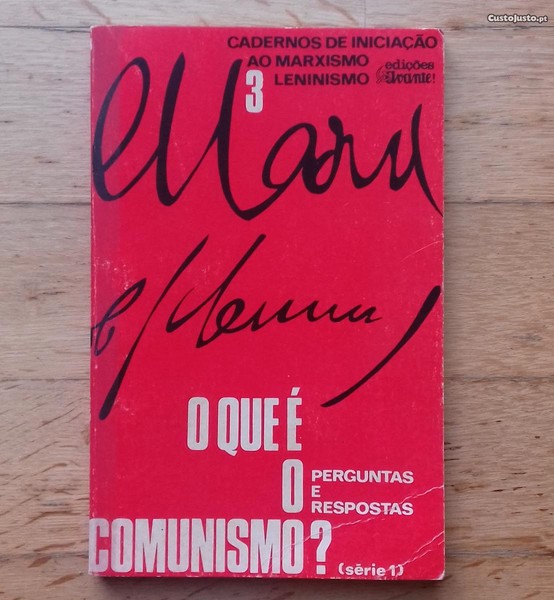 CustoJusto.pt
CADERNOS DE INICIAÇÃO
AO MARXISMO
LENINISMO
edições
Avante!
3
O QUE É
O
COMUNISMO?
PERGUNTAS
E
RESPOSTAS
(série 1)